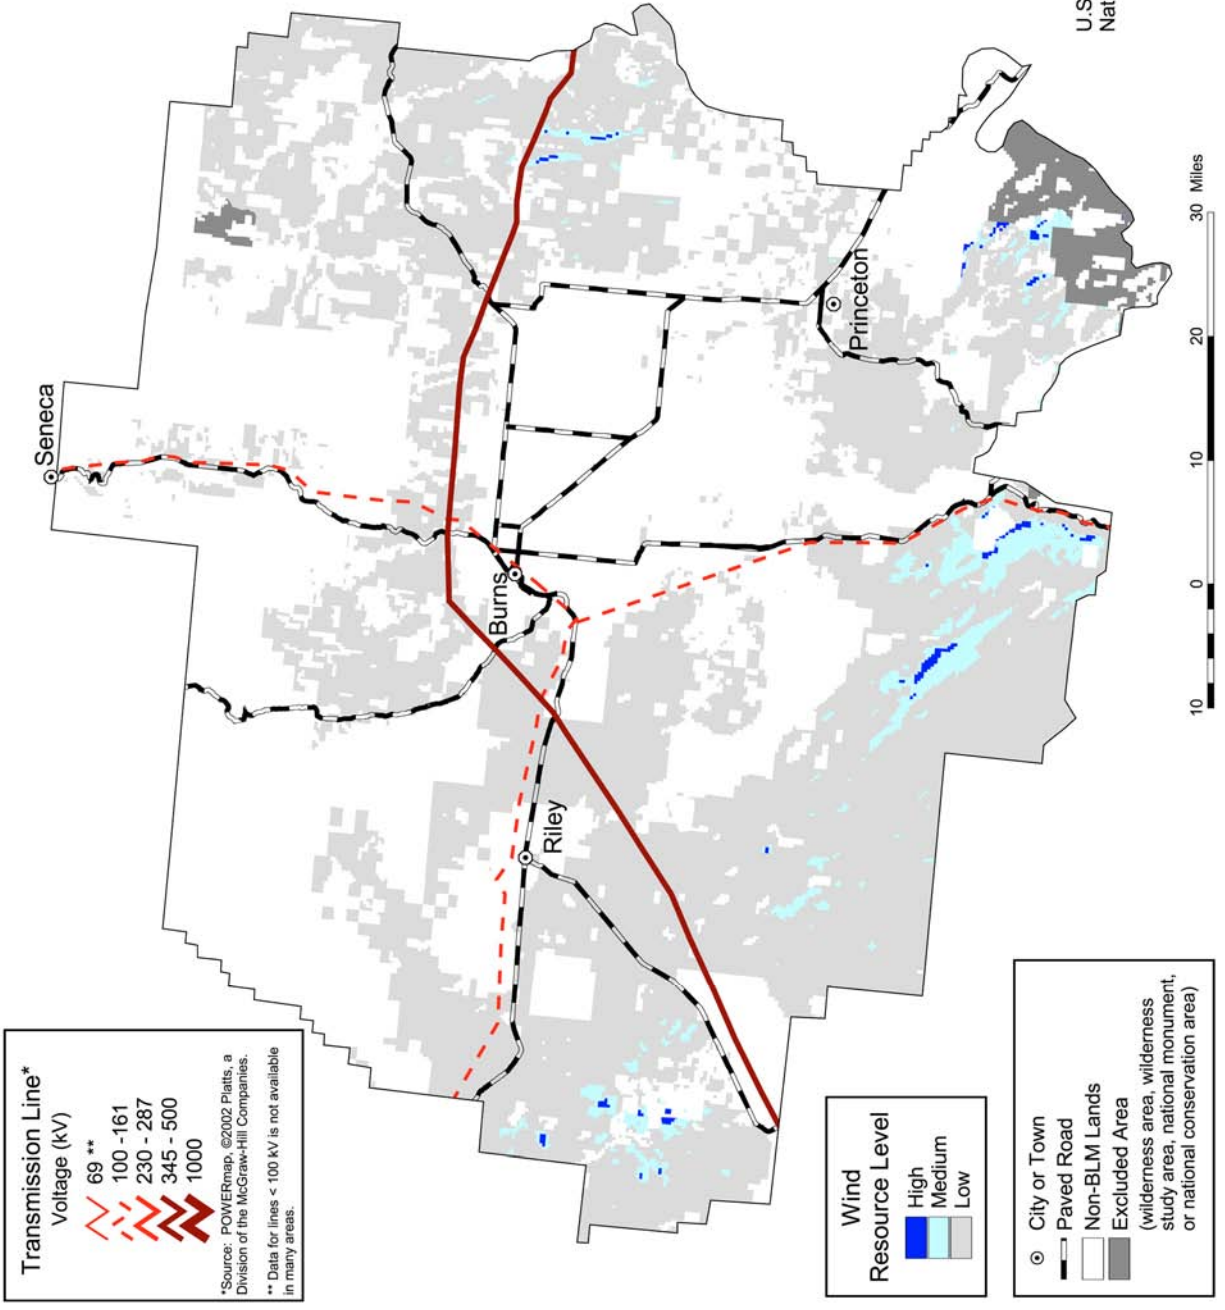 Transmission Line*
Voltage (kV)
69 **
100 -161
230 - 287
345 - 500
1000
*Source: POWERmap, ©2002 Platts, a
Division of the McGraw-Hill Companies.
** Data for lines < 100 kV is not available
in many areas.
Seneca
Burns
Riley
Princeton
Wind
Resource Level
High
Medium
Low
City or Town
Paved Road
Non-BLM Lands
Excluded Area
(wilderness area, wilderness
study area, national monument,
or national conservation area)
10 0 10 20 30 Miles
U.S
Nat